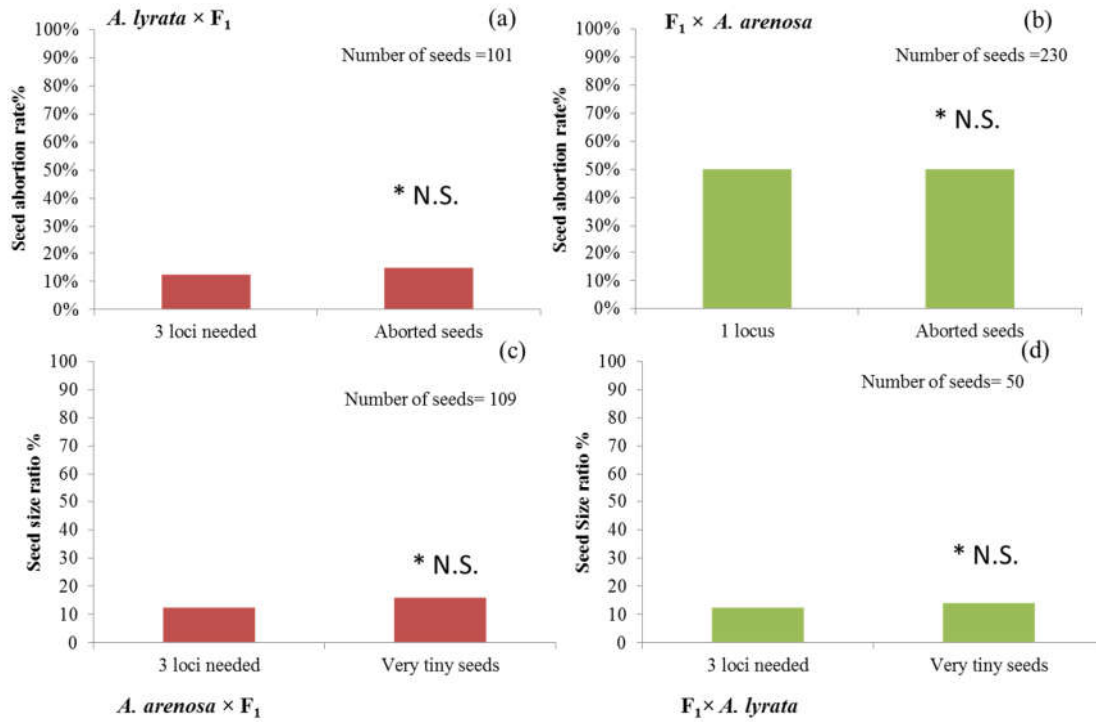 A. lyrata × F₁
(a)
Number of seeds =101
Seed abortion rate%
100%
90%
80%
70%
60%
50%
40%
30%
20%
10%
0%
* N.S.
3 loci needed
Aborted seeds
F₁ × A. arenosa
(b)
Number of seeds =230
Seed abortion rate%
100%
90%
80%
70%
60%
50%
40%
30%
20%
10%
0%
* N.S.
1 locus
Aborted seeds
(c)
Number of seeds= 109
Seed size ratio %
100
90
80
70
60
50
40
30
20
10
0
* N.S.
3 loci needed
Very tiny seeds
A. arenosa × F₁
(d)
Number of seeds= 50
Seed Size ratio %
100
90
80
70
60
50
40
30
20
10
0
* N.S.
3 loci needed
Very tiny seeds
F₁× A. lyrata